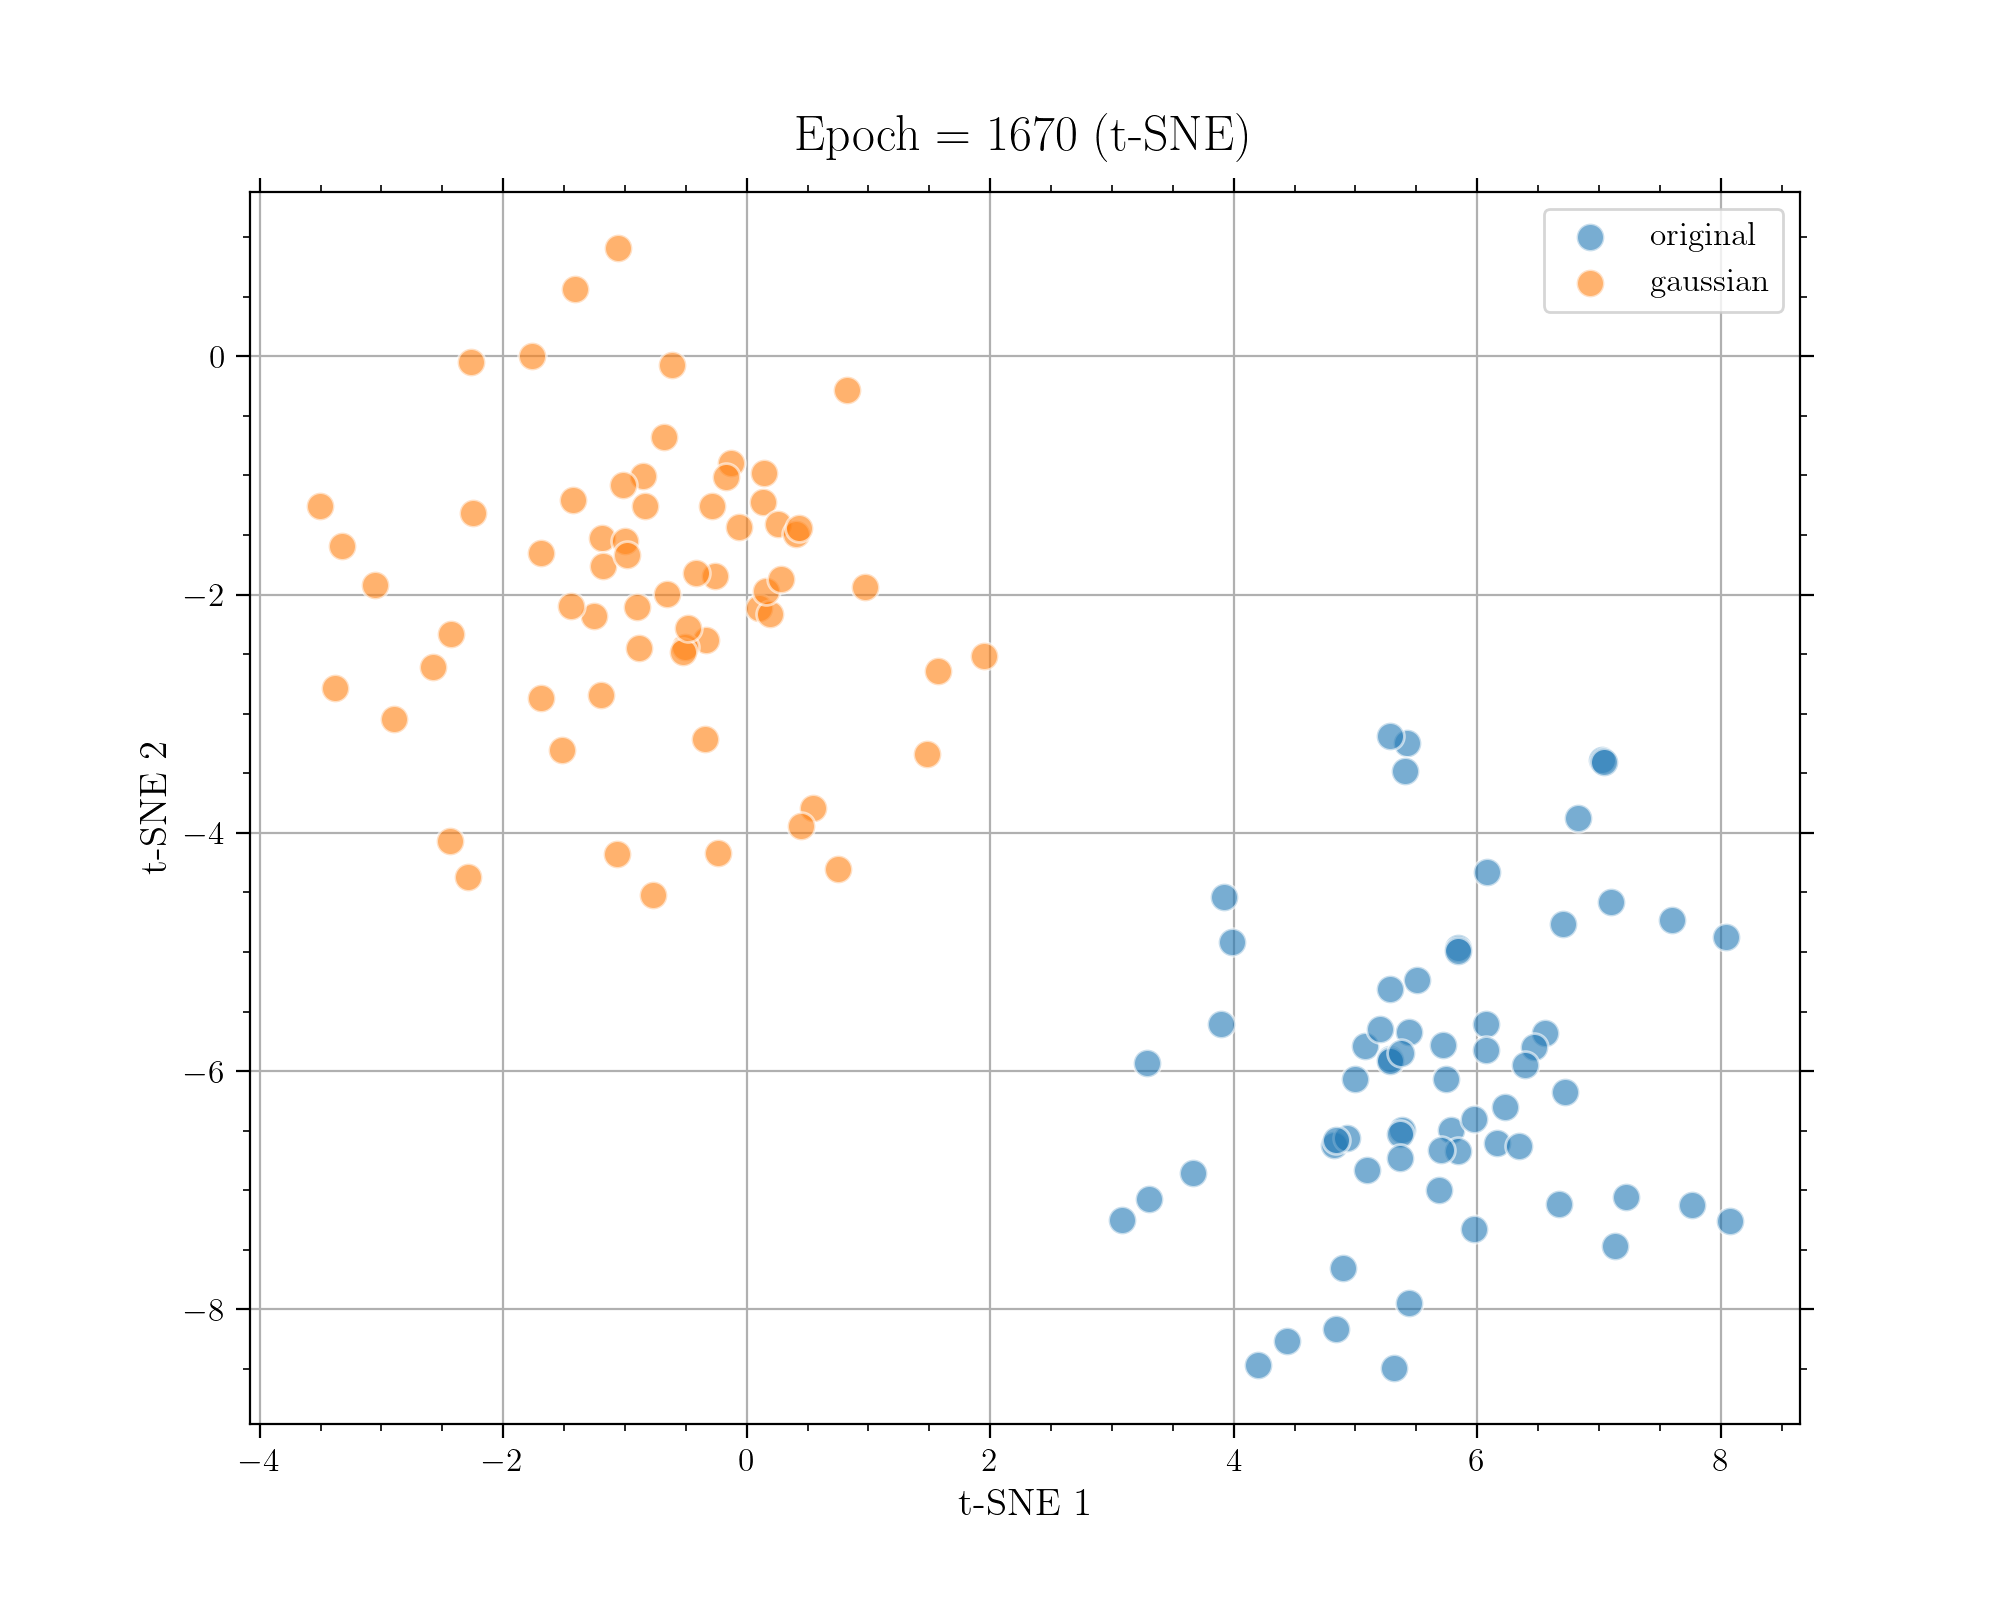 Epoch = 1670 (t-SNE)
original
gaussian
0
−2
−4
−6
−8
t-SNE 2
−4 −2 0 2 4 6 8
t-SNE 1